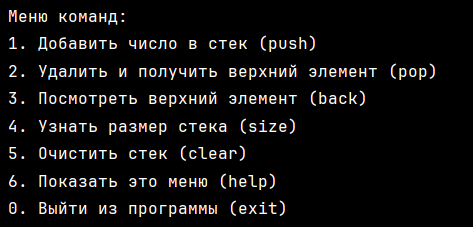 Меню команд:
1. Добавить число в стек (push)
2. Удалить и получить верхний элемент (pop)
3. Посмотреть верхний элемент (back)
4. Узнать размер стека (size)
5. Очистить стек (clear)
6. Показать это меню (help)
0. Выйти из программы (exit)